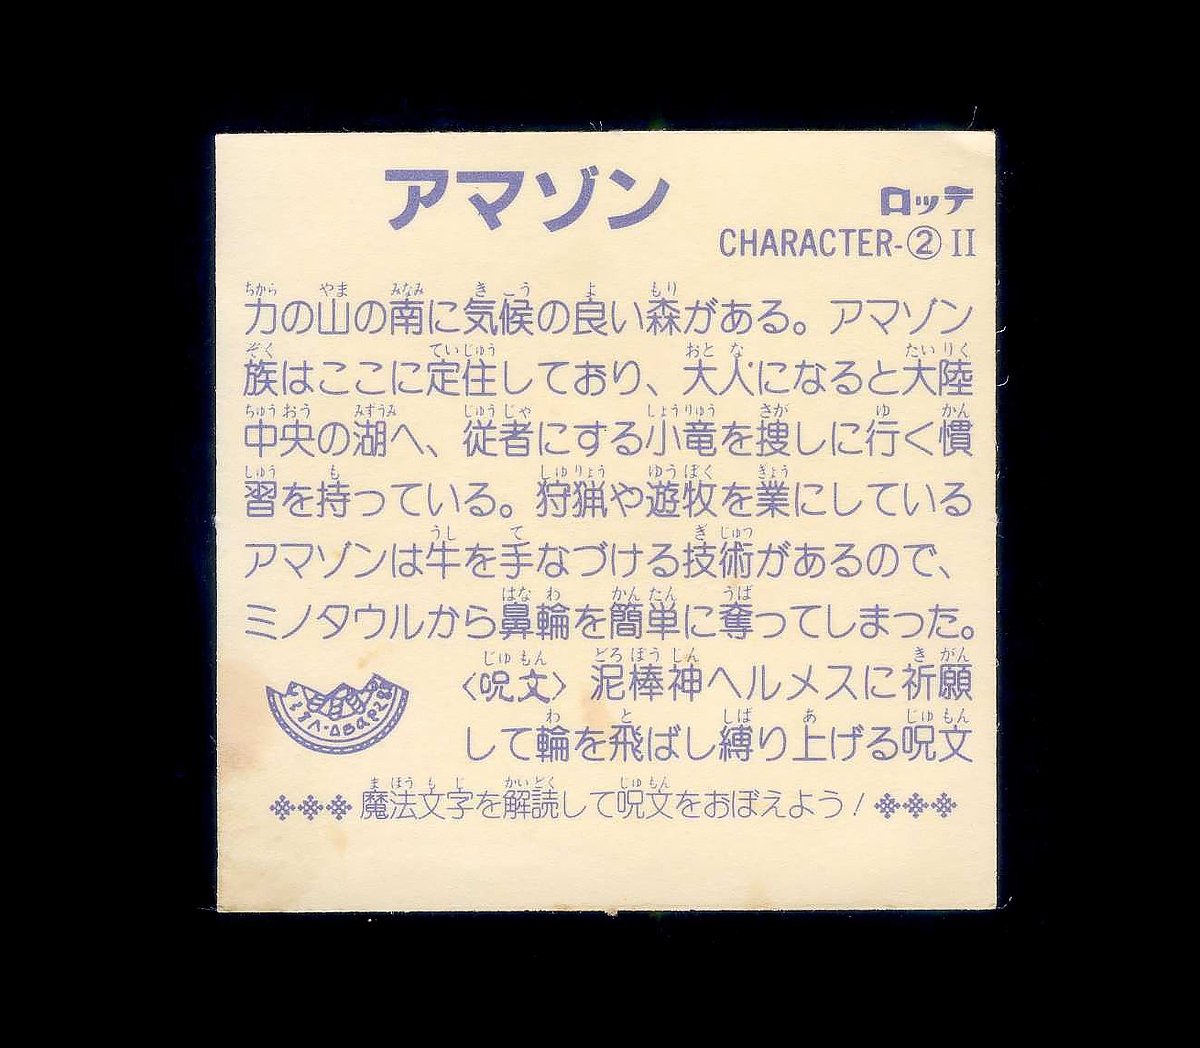 アマゾン
ロッテ
CHARACTER-② II
力の山の南に気候の良い森がある。アマゾン
族はここに定住しており、大人になると大陸
中央の湖へ、従者にする小竜を捜しに行く慣
習を持っている。狩猟や遊牧を業にしている
アマゾンは牛を手なづける技術があるので、
ミノタウルから鼻輪を簡単に奪ってしまった。
〈呪文〉 泥棒神ヘルメスに祈願
して輪を飛ばし縛り上げる呪文
魔法文字を解読して呪文をおぼえよう!